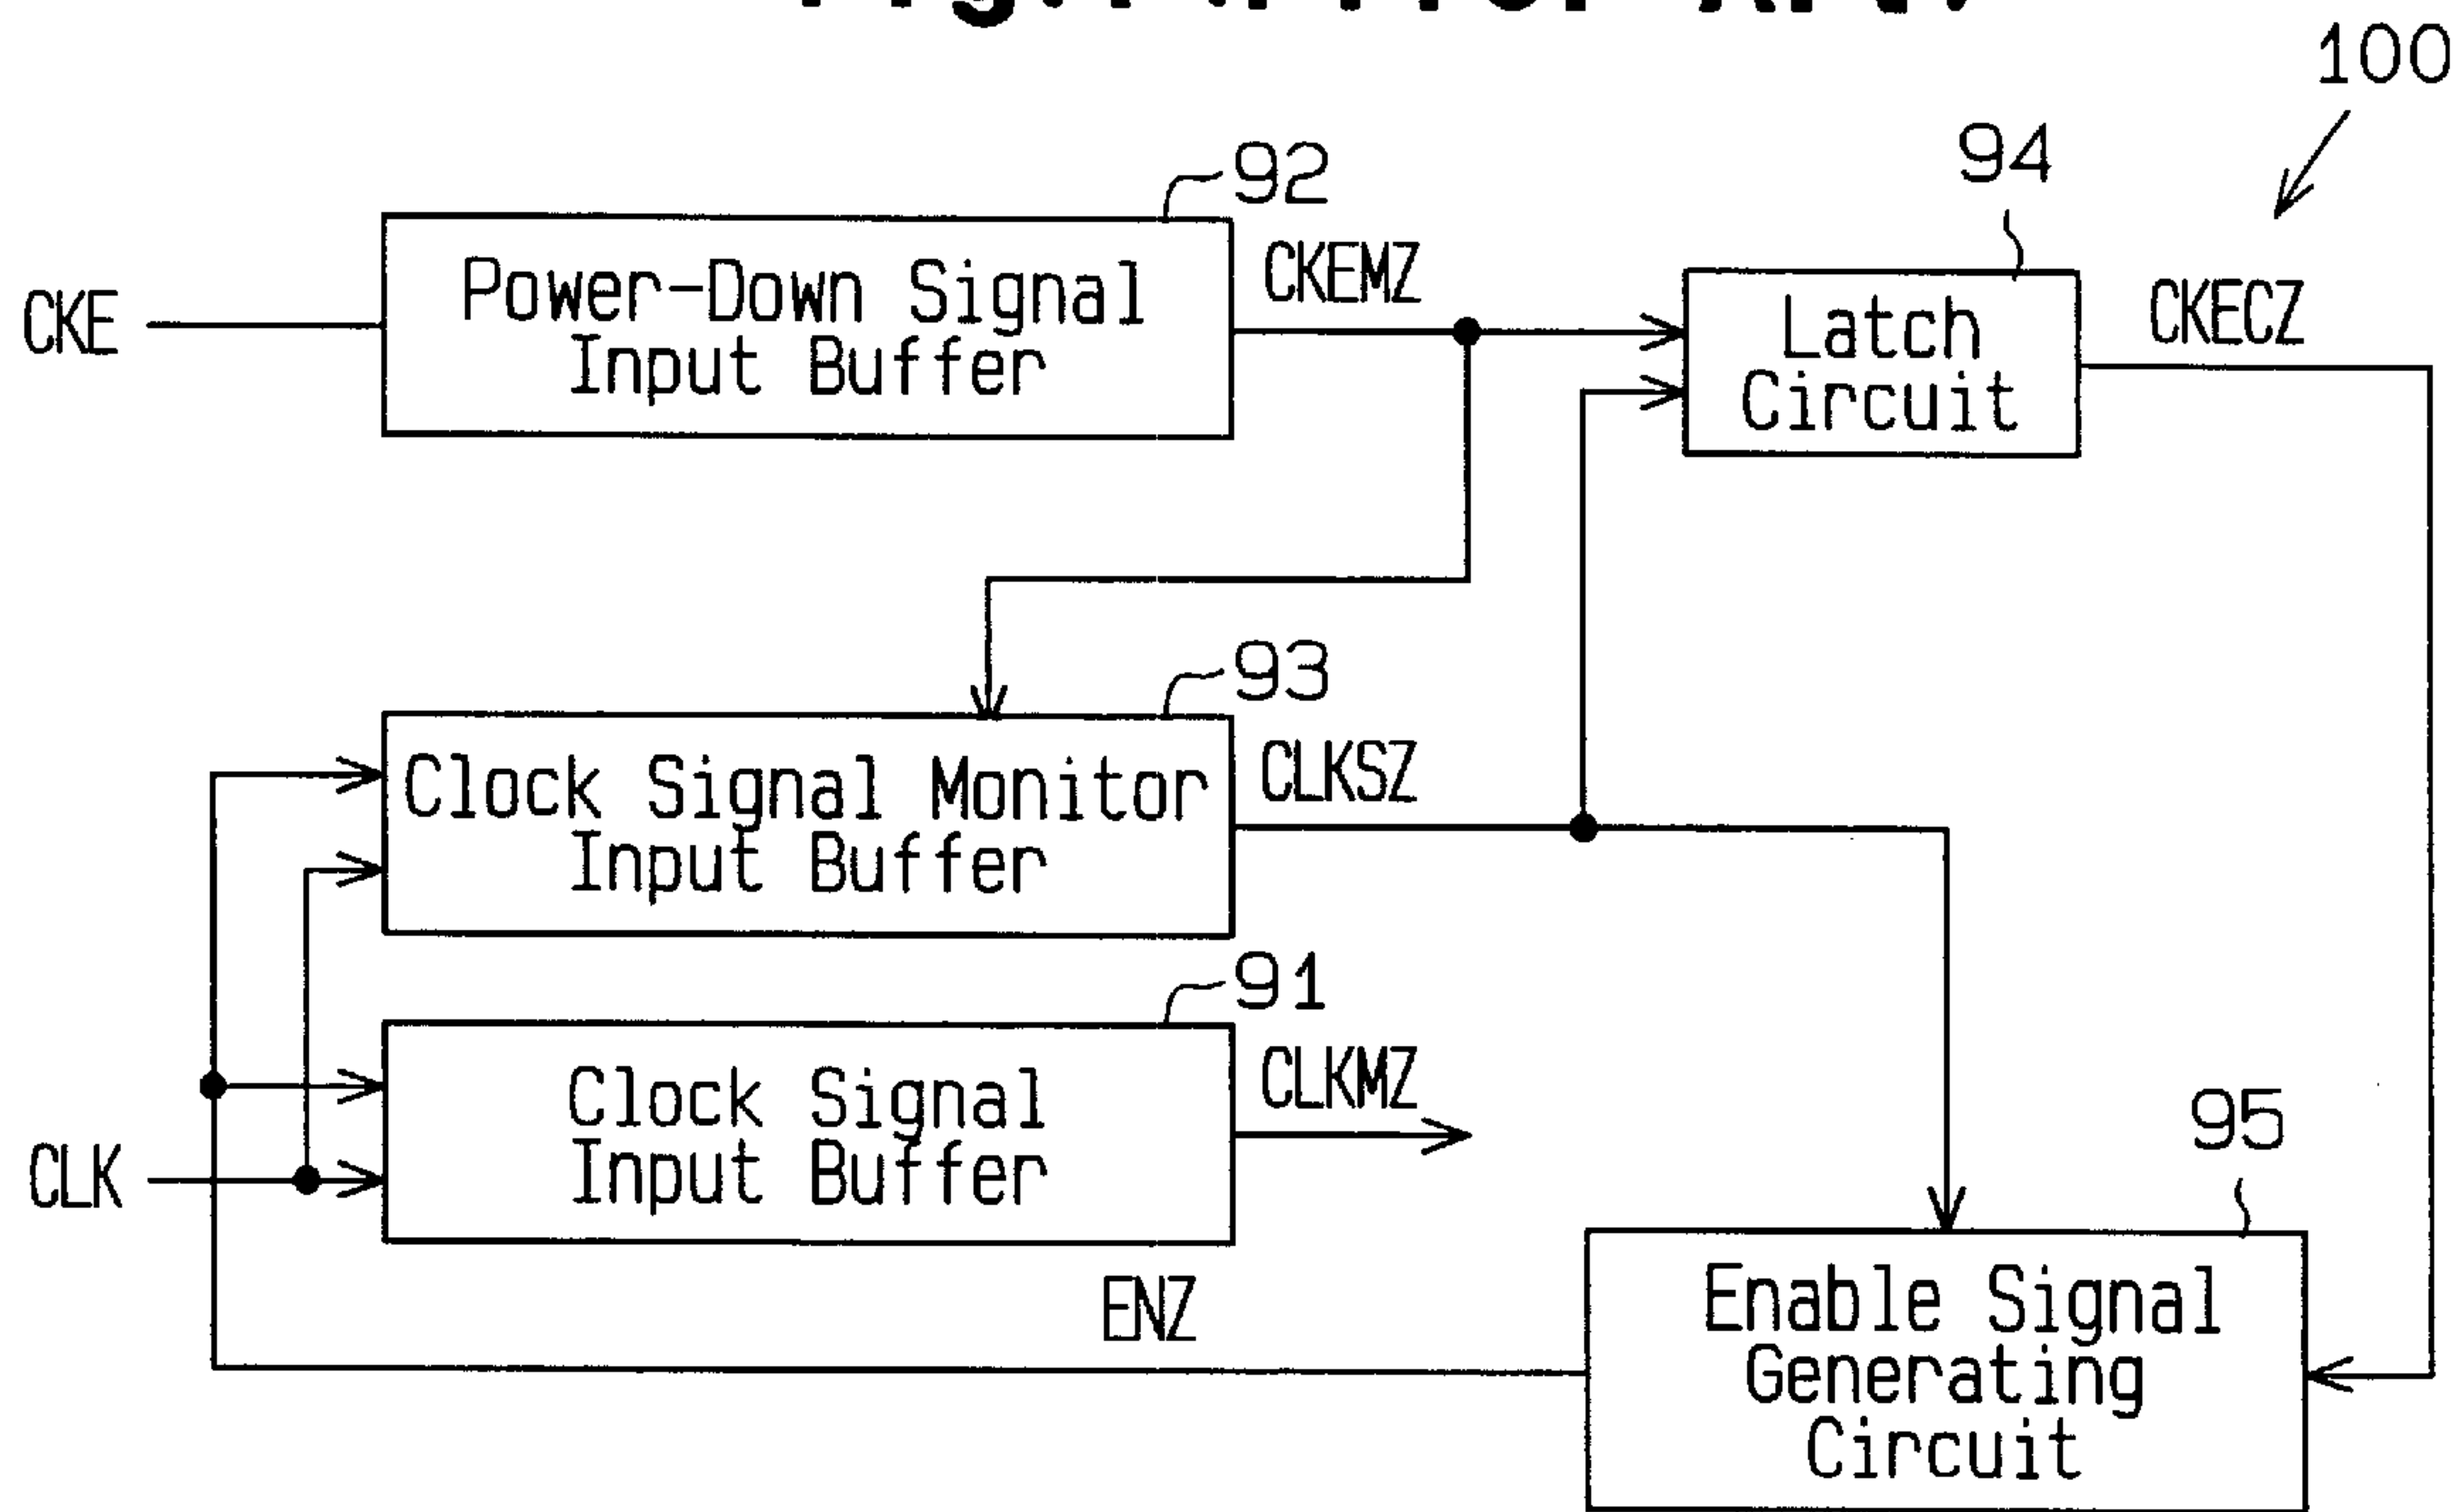 100
92
94
CKE
Power-Down Signal
Input Buffer
CKEMZ
Latch
Circuit
CKECZ
93
Clock Signal Monitor
Input Buffer
CLKSZ
91
Clock Signal
Input Buffer
CLKMZ
CLK
95
ENZ
Enable Signal
Generating
Circuit